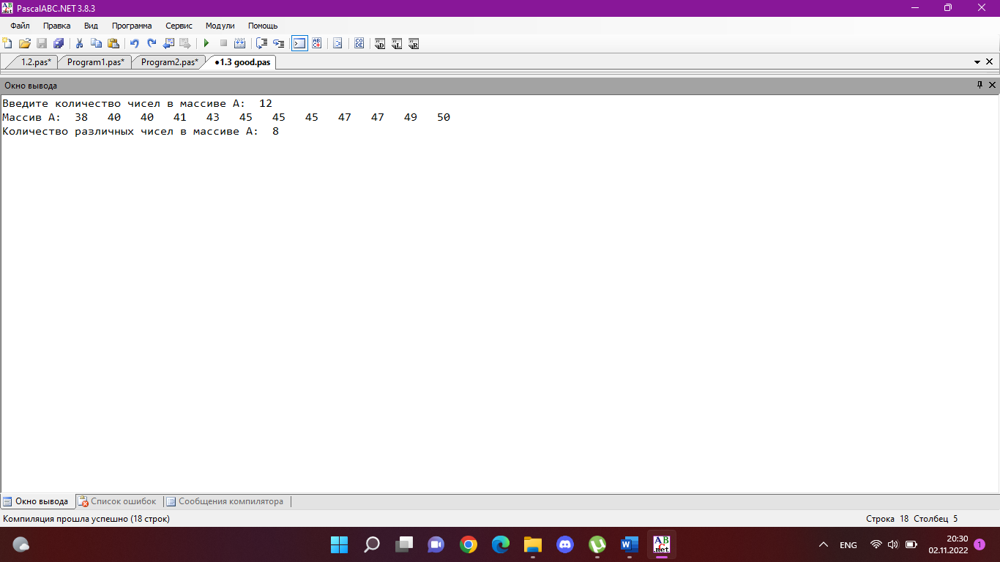 PascalABC.NET 3.8.3
Файл Правка Вид Программа Сервис Модули Помощь
1.2.pas* Program1.pas* Program2.pas* •1.3 good.pas
Окно вывода
Введите количество чисел в массиве A: 12
Массив A: 38 40 40 41 43 45 45 45 47 47 49 50
Количество различных чисел в массиве A: 8
Окно вывода Список ошибок Сообщения компилятора
Компиляция прошла успешно (18 строк) Строка 18 Столбец 5
ENG 20:30 1
02.11.2022